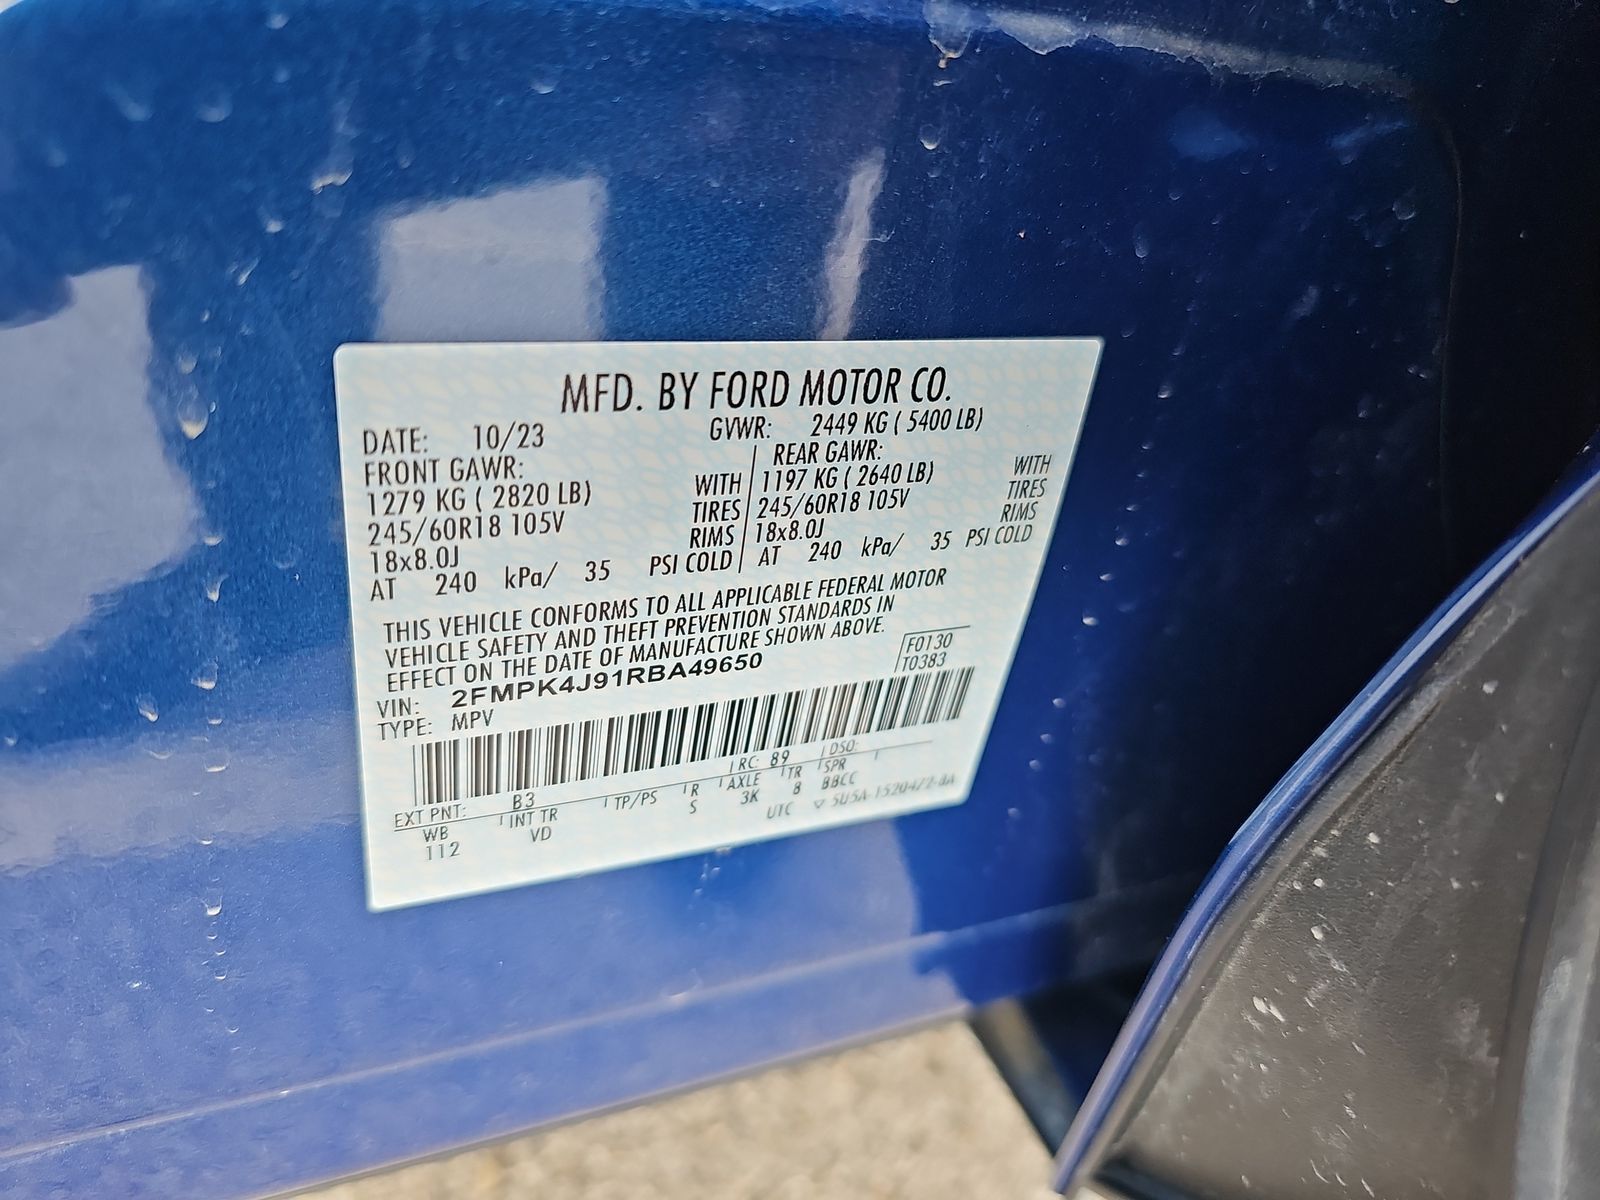 MFD. BY FORD MOTOR CO.
DATE: 10/23 GVWR: 2449 KG ( 5400 LB)
FRONT GAWR: REAR GAWR:
1279 KG ( 2820 LB) WITH 1197 KG ( 2640 LB) WITH
245/60R18 105V TIRES 245/60R18 105V TIRES
18x8.0J RIMS 18x8.0J RIMS
AT 240 kPa/ 35 PSI COLD AT 240 kPa/ 35 PSI COLD
THIS VEHICLE CONFORMS TO ALL APPLICABLE FEDERAL MOTOR
VEHICLE SAFETY AND THEFT PREVENTION STANDARDS IN
EFFECT ON THE DATE OF MANUFACTURE SHOWN ABOVE.
F0130
VIN: 2FMPK4J91RBA49650 T0383
TYPE: MPV
EXT PNT: B3 RC: 89 DSO:
WB INT TR TP/PS R AXLE TR SPR
112 VD S 3K 8 BBCC
UTC ▽ 5U5A-1520472-BA